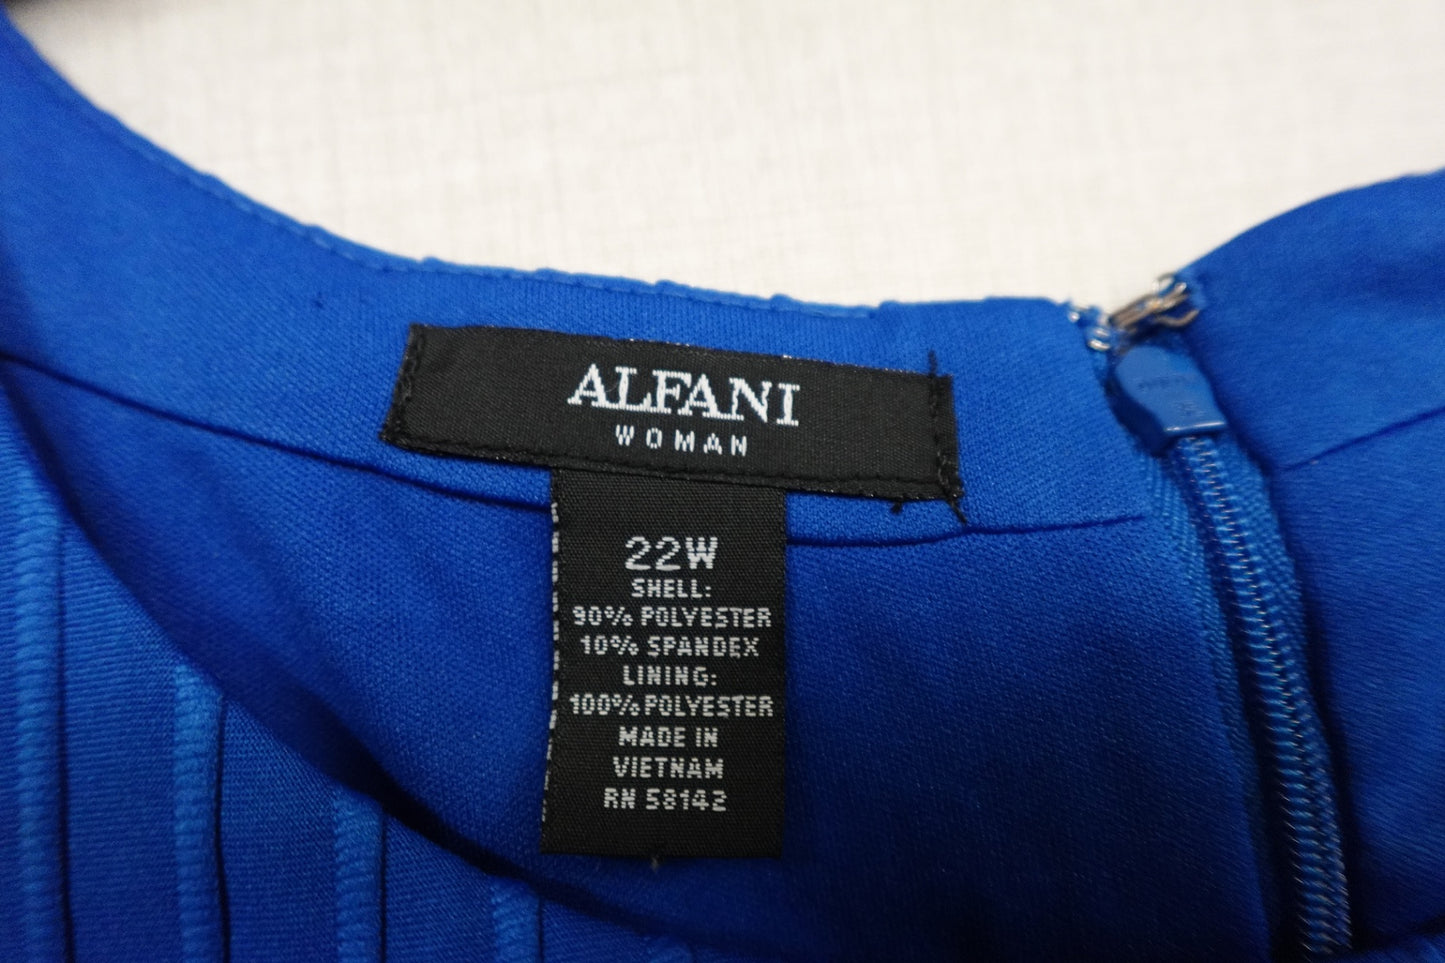 ALFANI
WOMAN
22W
SHELL:
90% POLYESTER
10% SPANDEX
LINING:
100% POLYESTER
MADE IN
VIETNAM
RN 58142